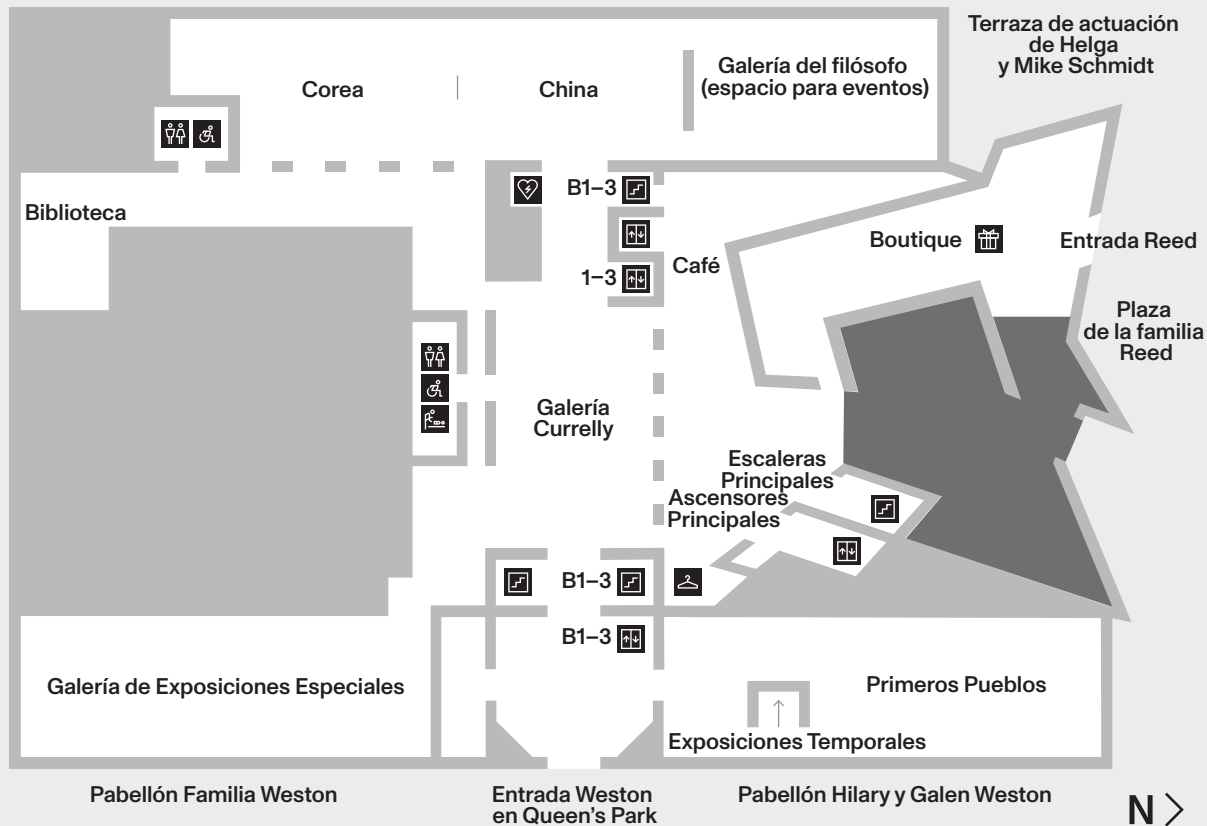 Terraza de actuación
de Helga
y Mike Schmidt
Corea
China
Galería del filósofo
(espacio para eventos)
B1–3
Biblioteca
Boutique
Entrada Reed
1–3
Café
Plaza
de la familia
Reed
Galería
Currelly
Escaleras
Principales
Ascensores
Principales
B1–3
B1–3
Galería de Exposiciones Especiales
Primeros Pueblos
Exposiciones Temporales
Pabellón Familia Weston
Entrada Weston
en Queen's Park
Pabellón Hilary y Galen Weston
N